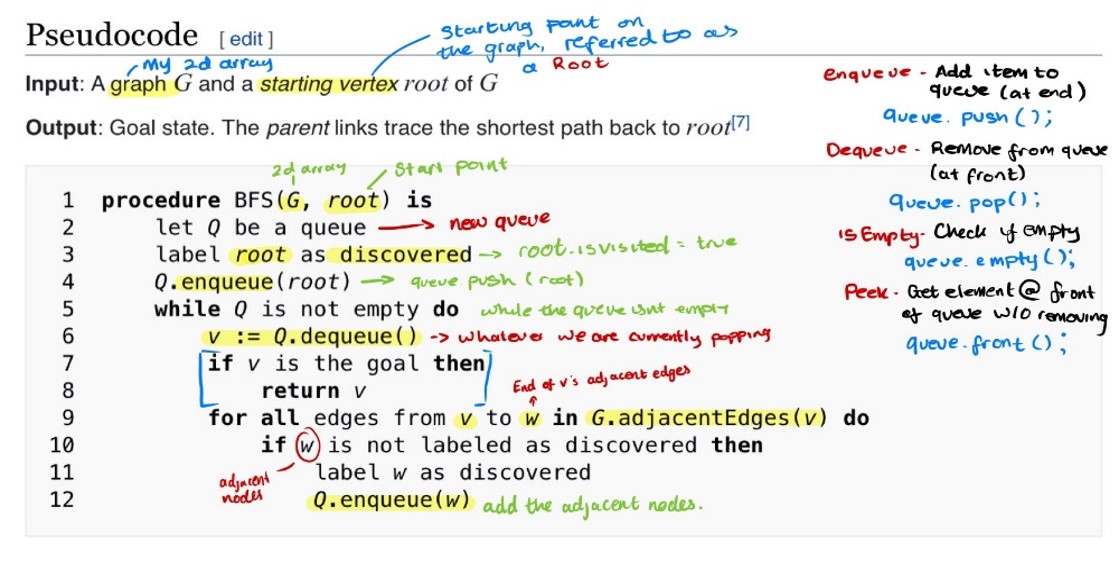 Pseudocode [ edit ]
Starting point on
the graph, referred to as
a Root
my 2d array
Input: A graph G and a starting vertex root of G
Output: Goal state. The parent links trace the shortest path back to root[7]
enqueue - Add item to
queue (at end)
queue. push ();
Dequeue - Remove from queue
(at front)
queue. pop();
isEmpty- Check if empty
queue. empty();
Peek - Get element @ front
of queue w/o removing
queue.front ();
2d array
Start point
1 procedure BFS(G, root) is
2 let Q be a queue → new queue
3 label root as discovered → root.isvisited = true
4 Q.enqueue(root) → queue push (root)
5 while Q is not empty do while the queue isnt empty
6 v := Q.dequeue() -> whatever we are currently popping
7 if v is the goal then
8 return v
End of v's adjacent edges
9 for all edges from v to w in G.adjacentEdges(v) do
10 if w is not labeled as discovered then
adjacent
nodes
11 label w as discovered
12 Q.enqueue(w) add the adjacent nodes.